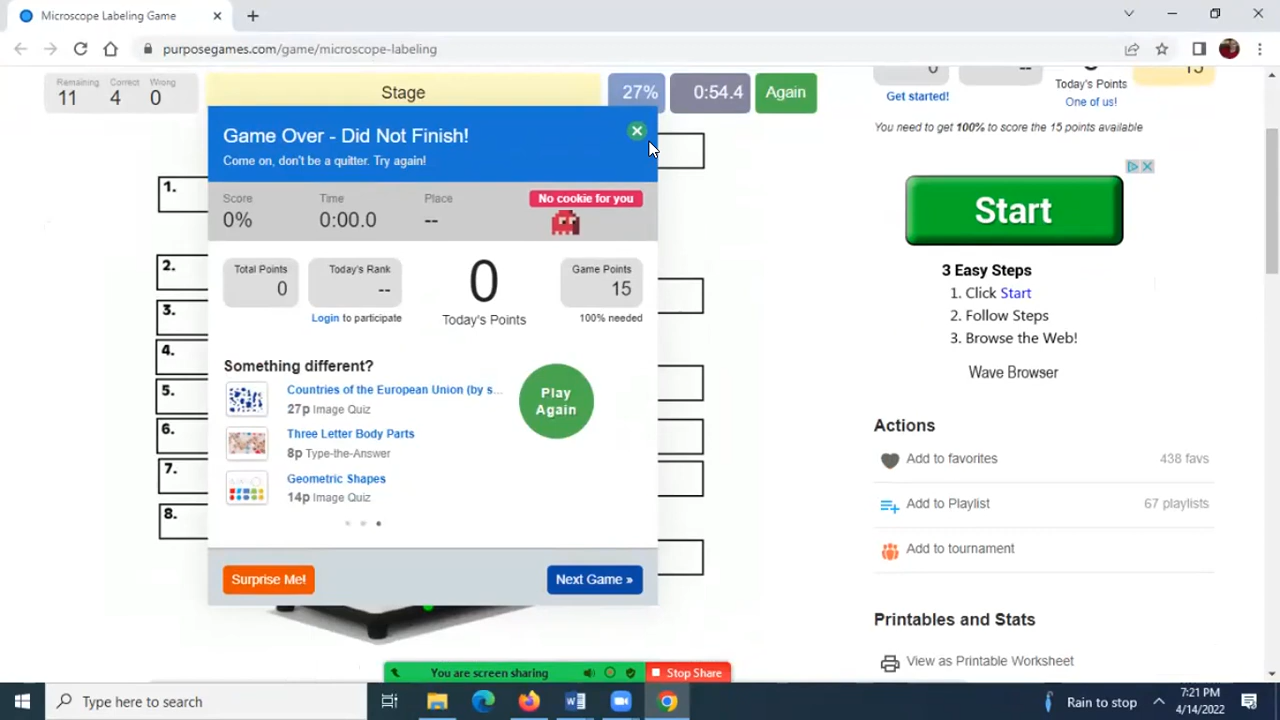 Microscope Labeling Game
purposegames.com/game/microscope-labeling
Remaining Correct Wrong
11 4 0
Stage
27%
0:54.4
Again
Game Over - Did Not Finish!
Come on, don't be a quitter. Try again!
Score Time Place
0% 0:00.0 --
No cookie for you
Total Points
0
Today's Rank
--
Login to participate
0
Today's Points
Game Points
15
100% needed
Something different?
Countries of the European Union (by s...
27p Image Quiz
Three Letter Body Parts
8p Type-the-Answer
Geometric Shapes
14p Image Quiz
Play
Again
Surprise Me!
Next Game »
1.
2.
3.
4.
5.
6.
7.
8.
0
--
15
Get started!
Today's Points
One of us!
You need to get 100% to score the 15 points available
Start
3 Easy Steps
1. Click Start
2. Follow Steps
3. Browse the Web!
Wave Browser
Actions
Add to favorites 438 favs
Add to Playlist 67 playlists
Add to tournament
Printables and Stats
View as Printable Worksheet
You are screen sharing
Stop Share
Type here to search
Rain to stop
7:21 PM
4/14/2022